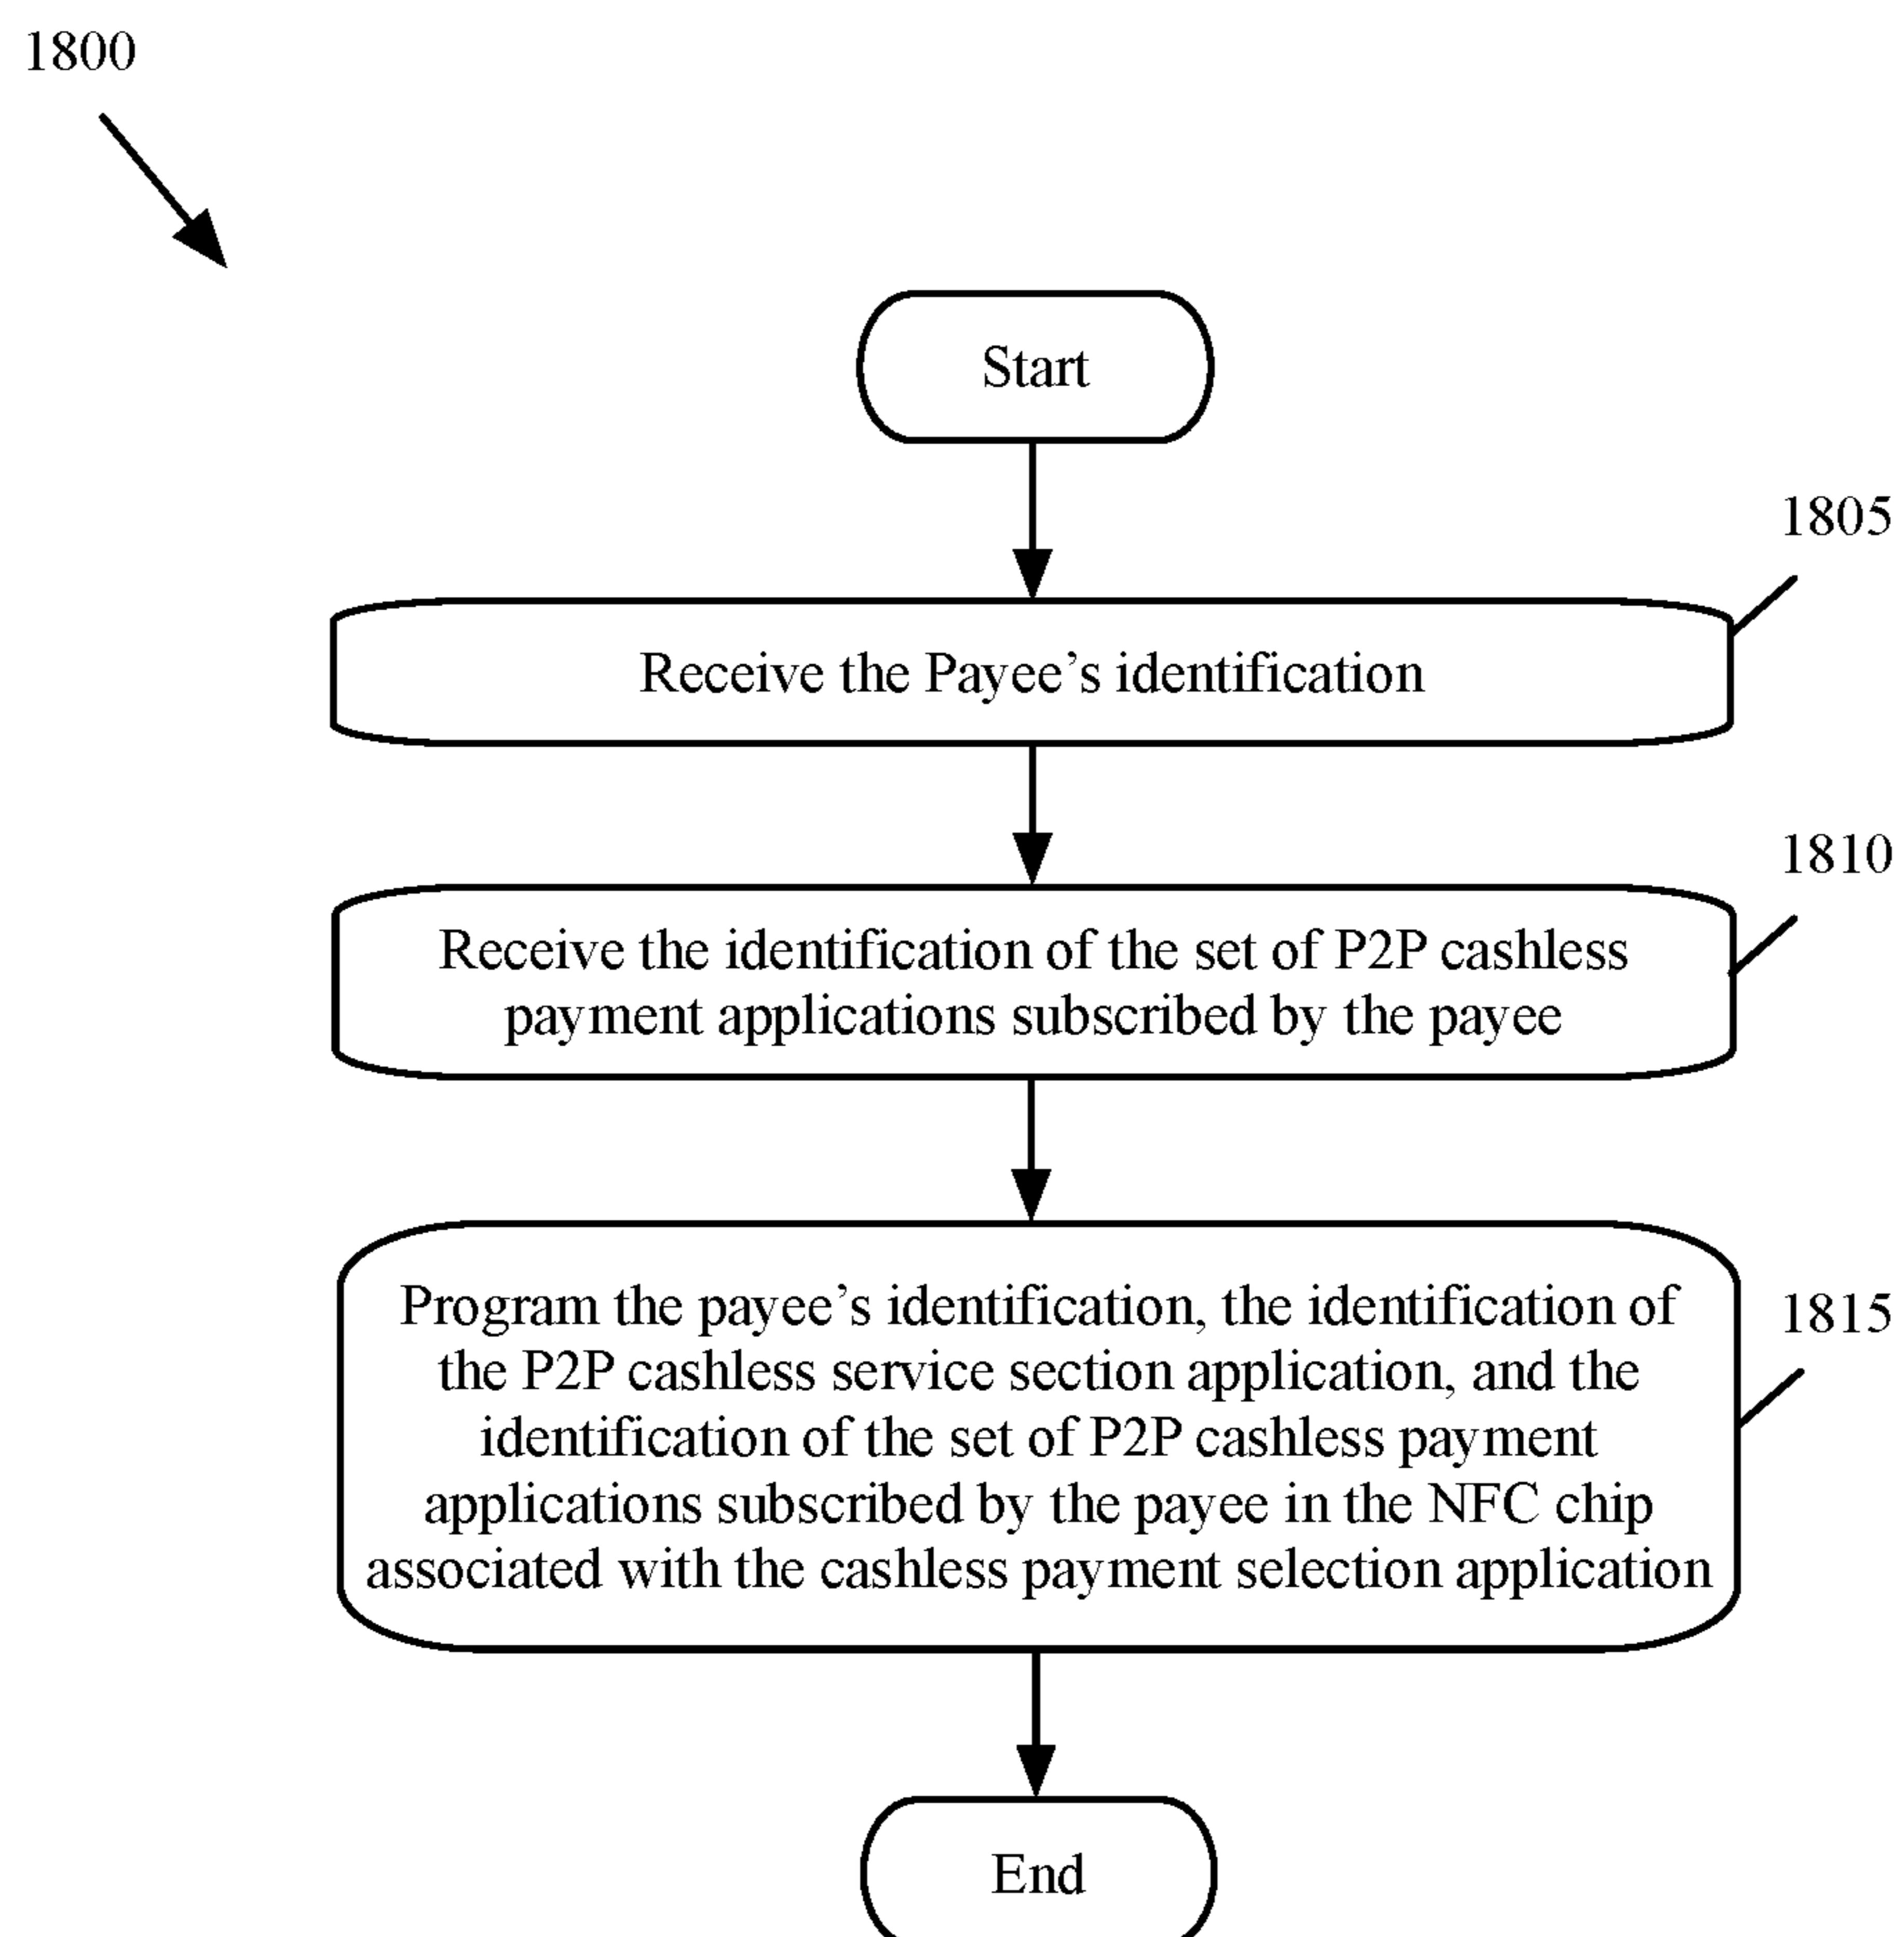 1800
Start
1805
Receive the Payee’s identification
1810
Receive the identification of the set of P2P cashless
payment applications subscribed by the payee
Program the payee’s identification, the identification of
1815
the P2P cashless service section application, and the
identification of the set of P2P cashless payment
applications subscribed by the payee in the NFC chip
associated with the cashless payment selection application
End